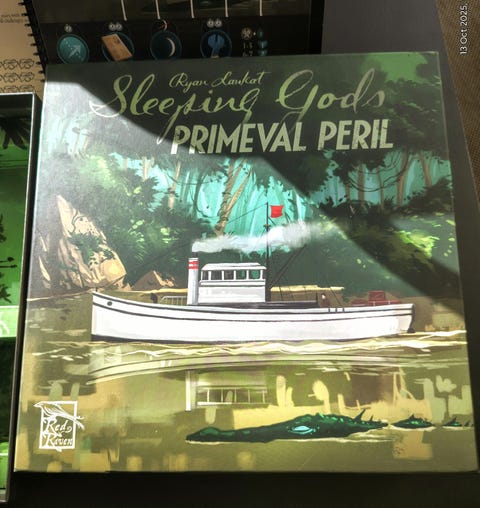 Ryan Laukat
Sleeping Gods
PRIMEVAL PERIL
Red
Raven
13 Oct 2025.